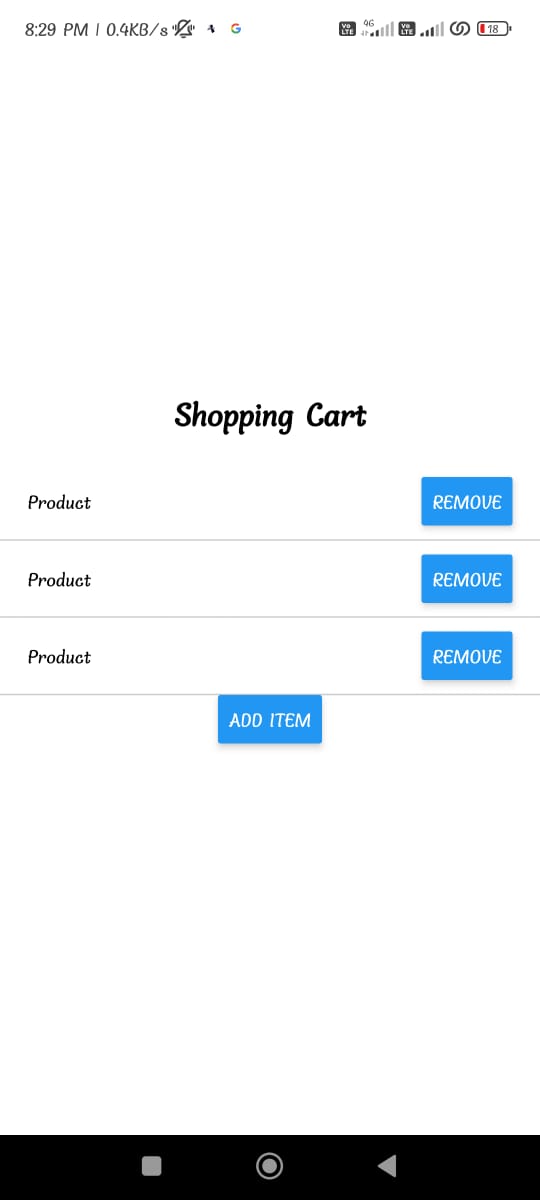 8:29 PM | 0.4KB/s G Vo LTE 4G Vo LTE 18
Shopping Cart
Product REMOVE
Product REMOVE
Product REMOVE
ADD ITEM